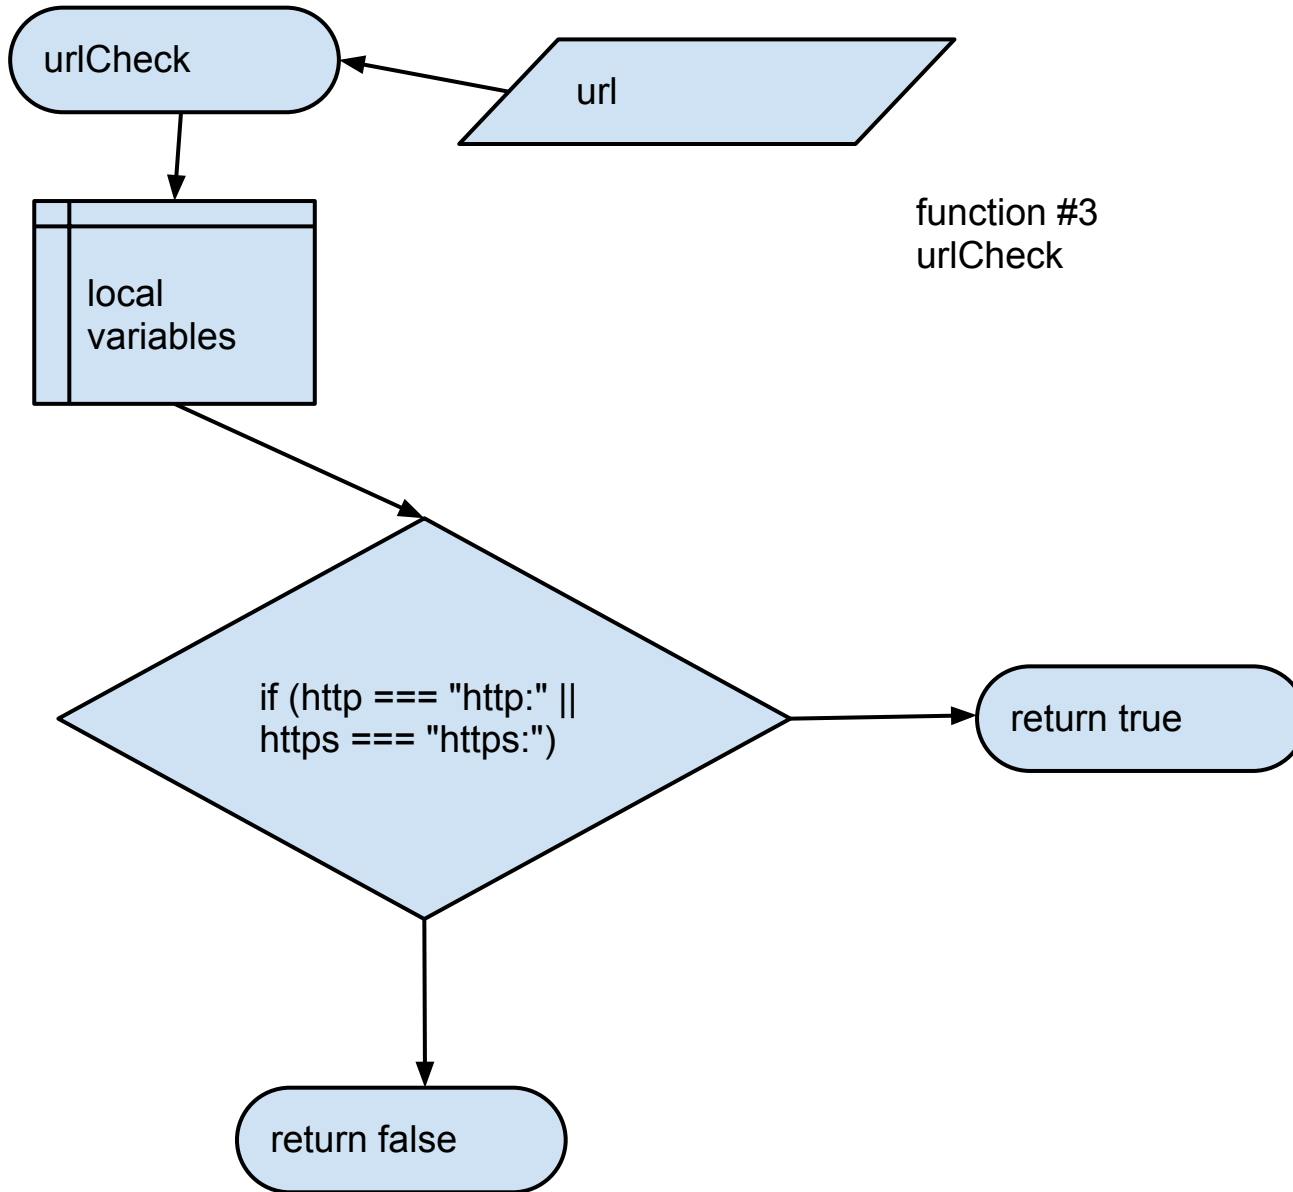 urlCheck
url
function #3
urlCheck
local
variables
if (http === "http:" ||
https === "https:")
return true
return false